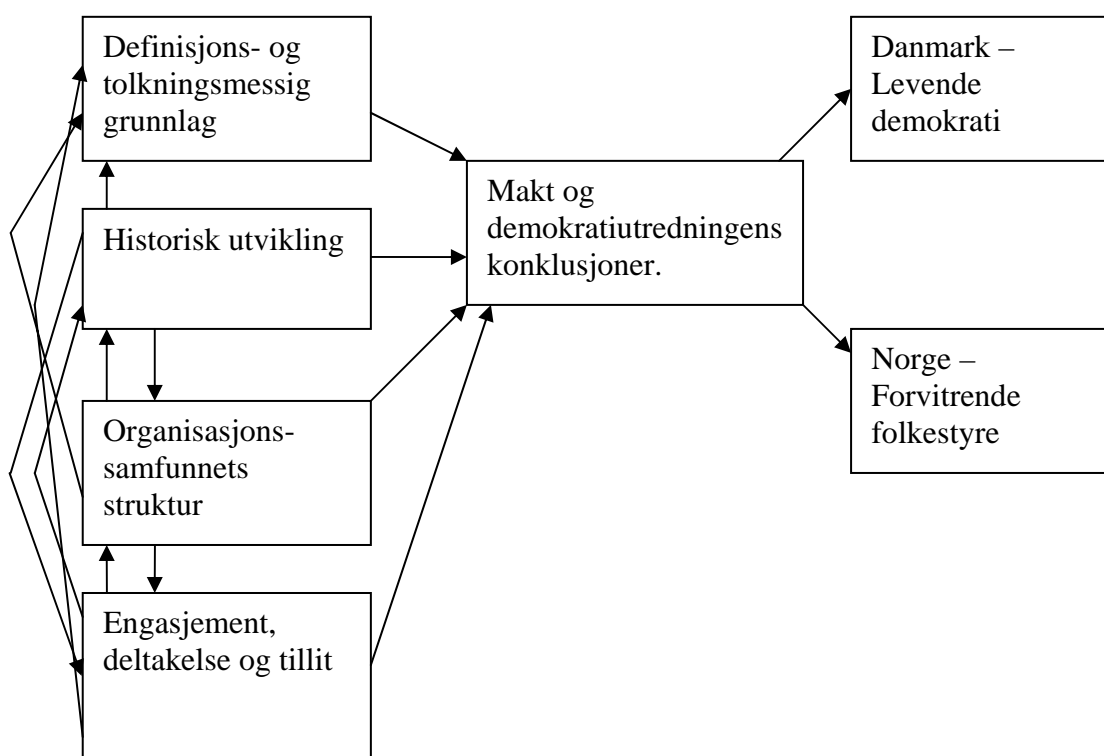 Definisjons- og
tolkningsmessig
grunnlag
Historisk utvikling
Organisasjons-
samfunnets
struktur
Engasjement,
deltakelse og tillit
Makt og
demokratiutredningens
konklusjoner.
Danmark –
Levende
demokrati
Norge –
Forvitrende
folkestyre